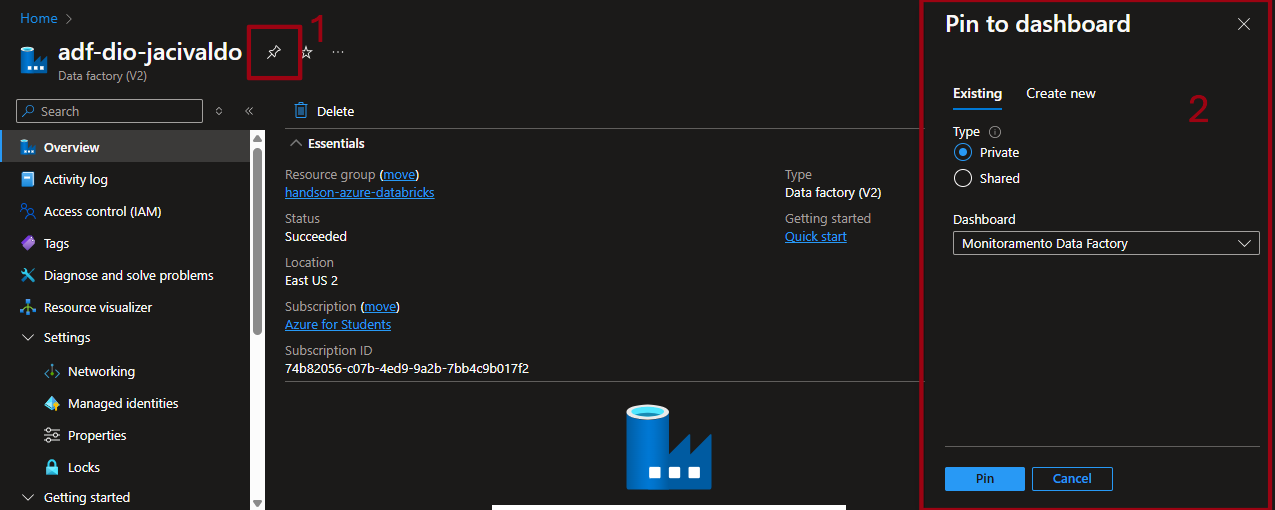 Home
adf-dio-jacivaldo
Data factory (V2)
1
Search
Overview
Activity log
Access control (IAM)
Tags
Diagnose and solve problems
Resource visualizer
Settings
Networking
Managed identities
Properties
Locks
Getting started
Delete
Essentials
Resource group (move)
handson-azure-databricks
Status
Succeeded
Location
East US 2
Subscription (move)
Azure for Students
Subscription ID
74b82056-c07b-4ed9-9a2b-7bb4c9b017f2
Type
Data factory (V2)
Getting started
Quick start
Pin to dashboard
2
Existing Create new
Type
Private
Shared
Dashboard
Monitoramento Data Factory
Pin Cancel